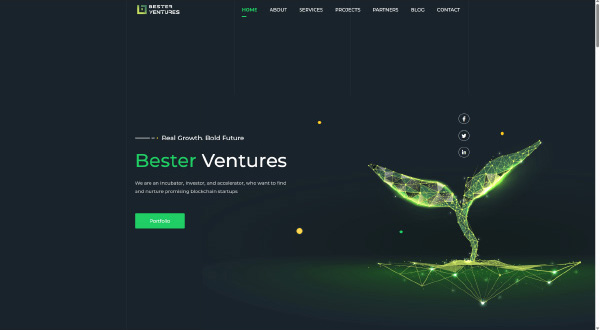 BESTER
VENTURES
HOME ABOUT SERVICES PROJECTS PARTNERS BLOG CONTACT
Real Growth. Bold Future
Bester Ventures
We are an incubator, investor, and accelerator, who want to find
and nurture promising blockchain startups
Portfolio